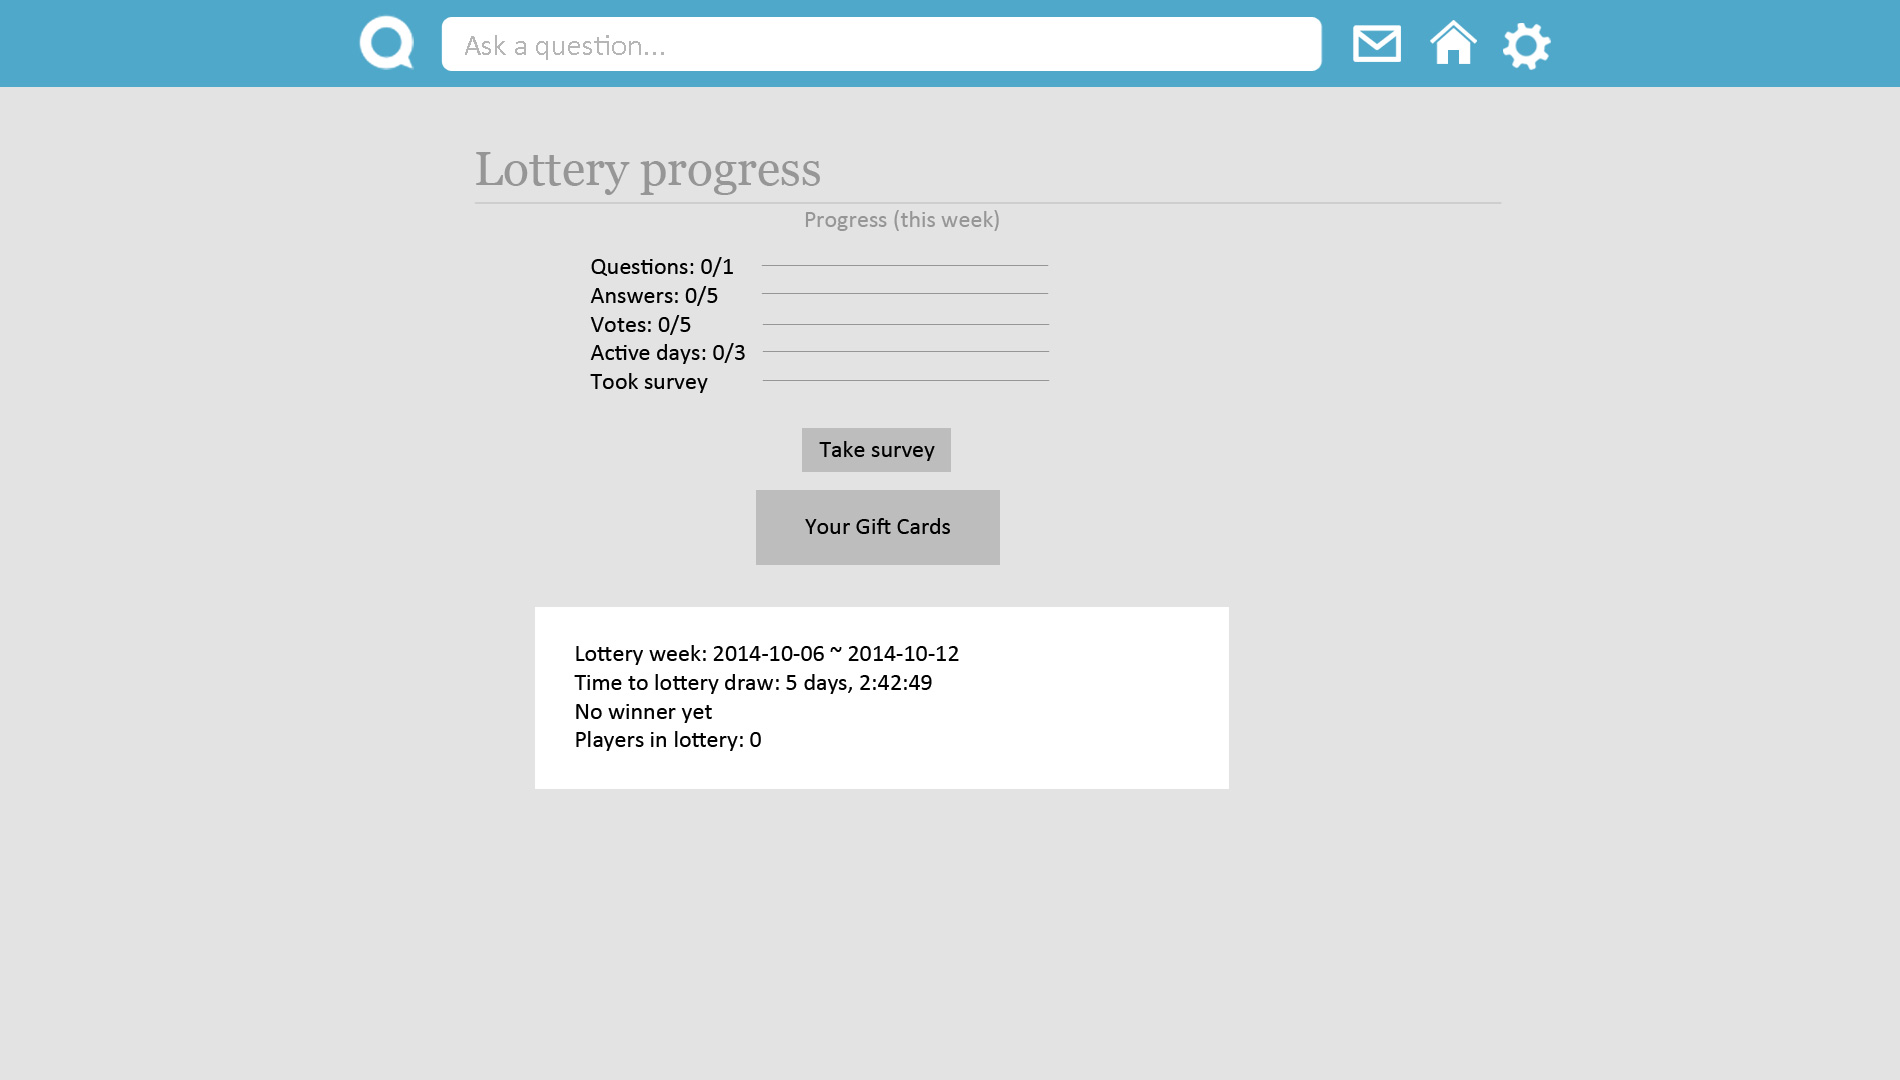 Ask a question...
Lottery progress
Progress (this week)
Questions: 0/1
Answers: 0/5
Votes: 0/5
Active days: 0/3
Took survey
Take survey
Your Gift Cards
Lottery week: 2014-10-06 ~ 2014-10-12
Time to lottery draw: 5 days, 2:42:49
No winner yet
Players in lottery: 0